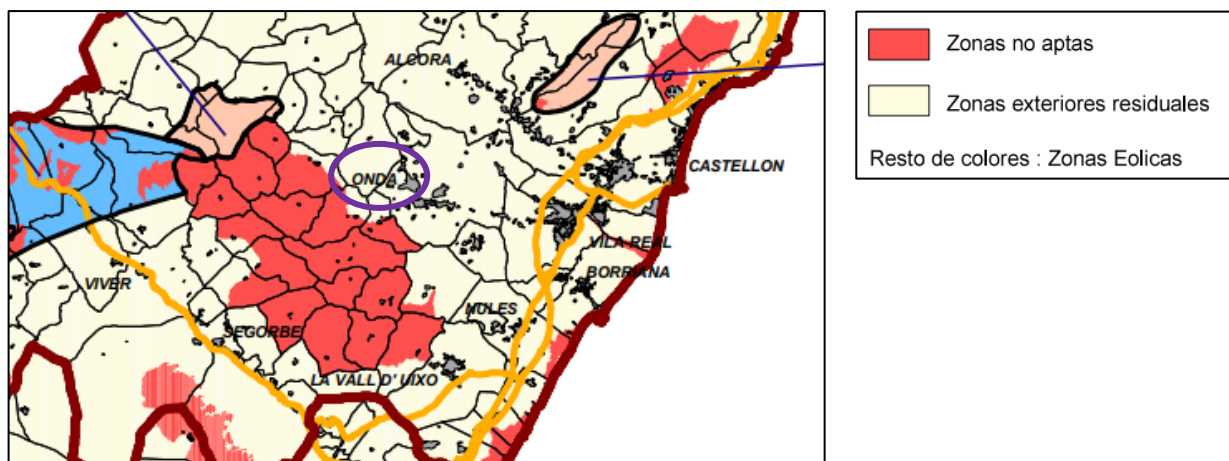 ALCORA
ONDA
CASTELLON
VILA REAL
BORRIANA
VIVER
NULES
SEGORBE
LA VALL D' UIXO
Zonas no aptas
Zonas exteriores residuales
Resto de colores : Zonas Eolicas